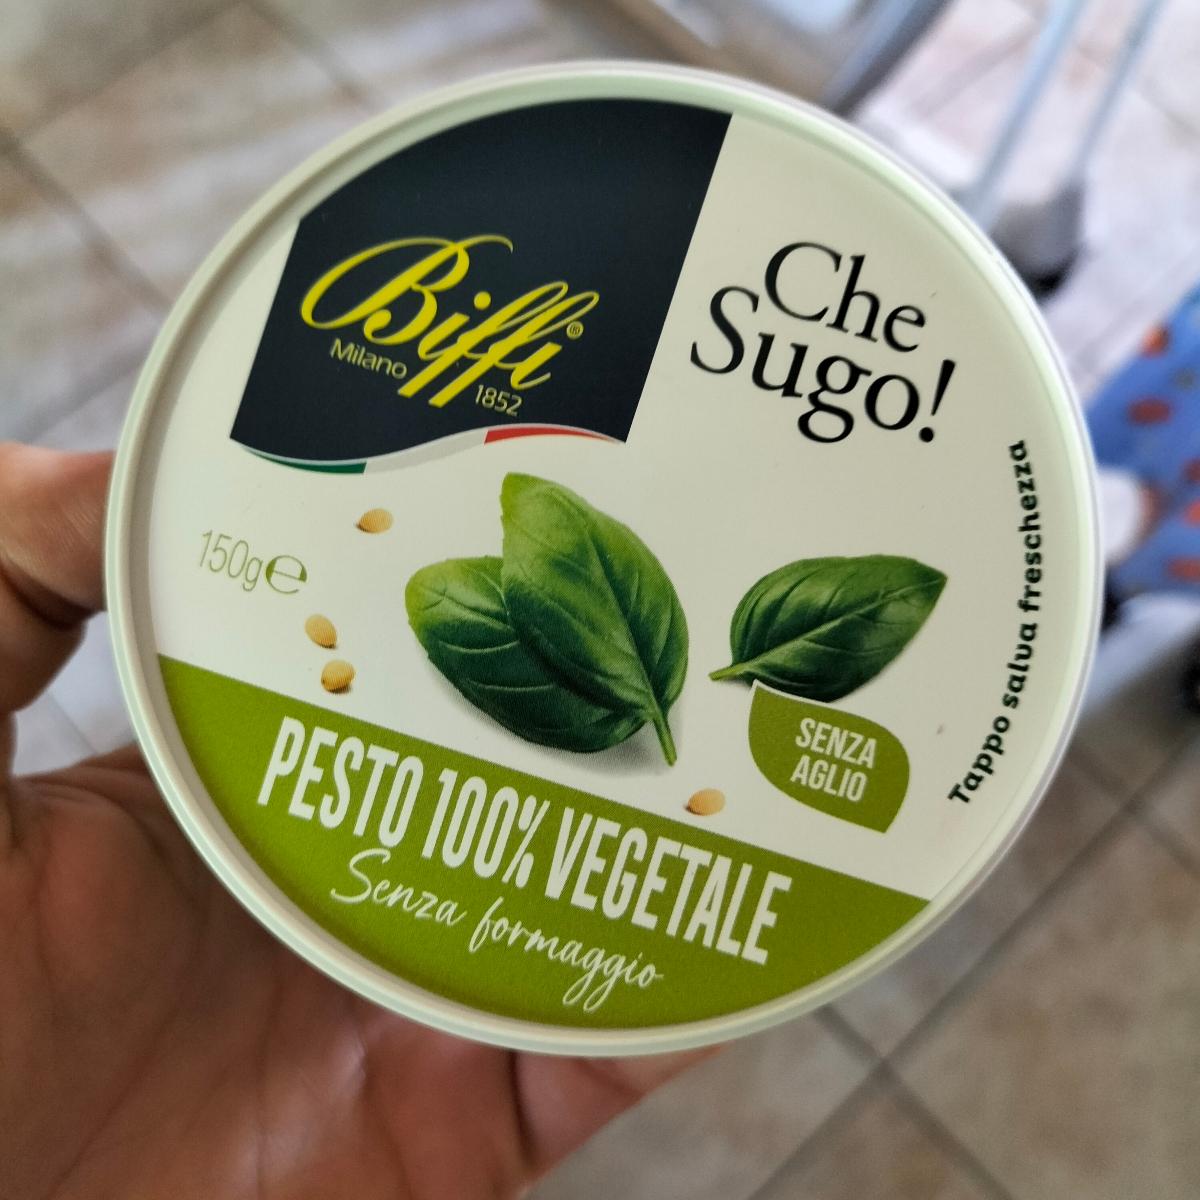 Biffi®
Milano
1852
Che
Sugo!
Tappo salva freschezza
150g℮
SENZA
AGLIO
PESTO 100% VEGETALE
Senza formaggio